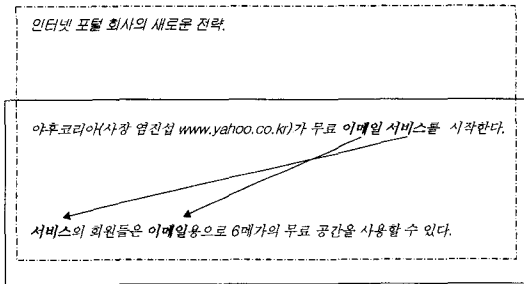 인터넷 포털 회사의 새로운 전략.
야후코리아(사장 염진섭 www.yahoo.co.kr)가 무료 이메일 서비스를 시작한다.
서비스의 회원들은 이메일용으로 6메가의 무료 공간을 사용할 수 있다.